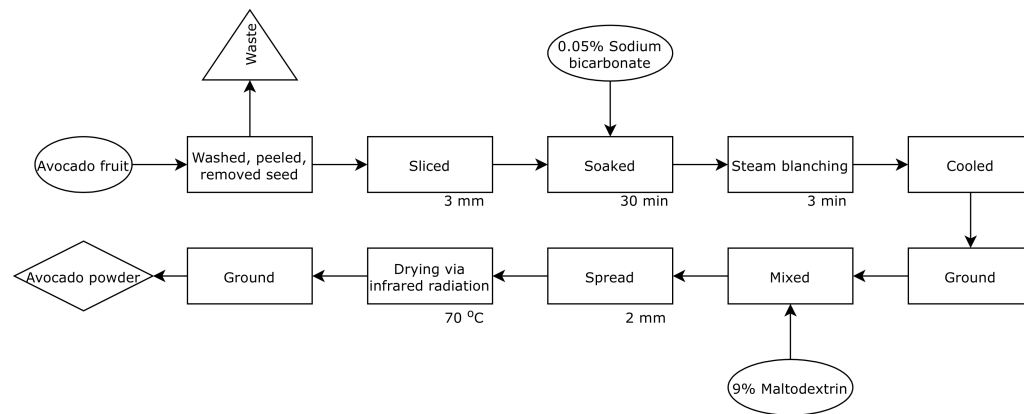 Waste
0.05% Sodium
bicarbonate
Avocado fruit
Washed, peeled,
removed seed
Sliced
Soaked
Steam blanching
Cooled
3 mm
30 min
3 min
Avocado powder
Ground
Drying via
infrared radiation
Spread
Mixed
Ground
70 ⁰C
2 mm
9% Maltodextrin